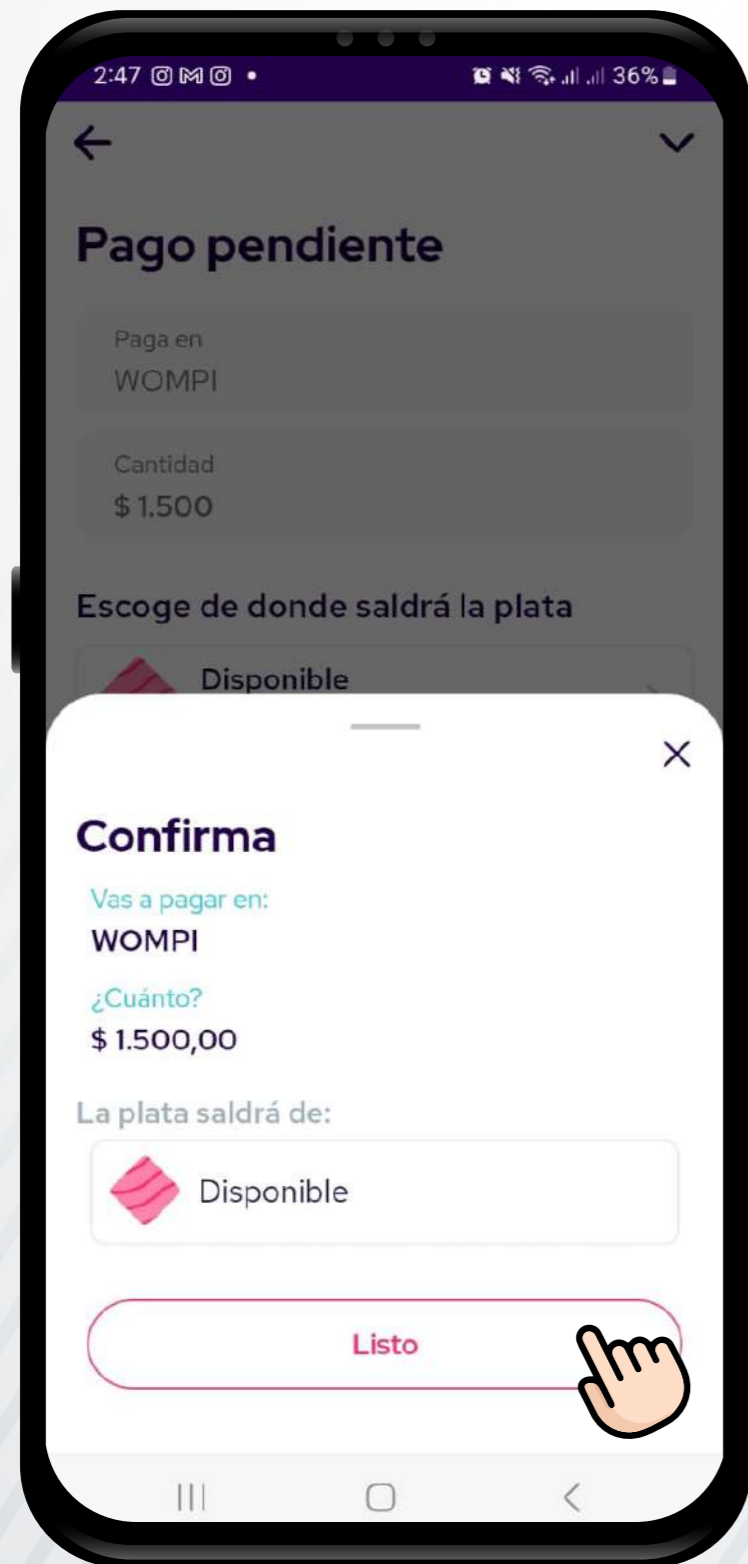 2:47
36%
Pago pendiente
Paga en
WOMPI
Cantidad
$ 1.500
Escoge de donde saldrá la plata
Disponible
Confirma
Vas a pagar en:
WOMPI
¿Cuánto?
$ 1.500,00
La plata saldrá de:
Disponible
Listo